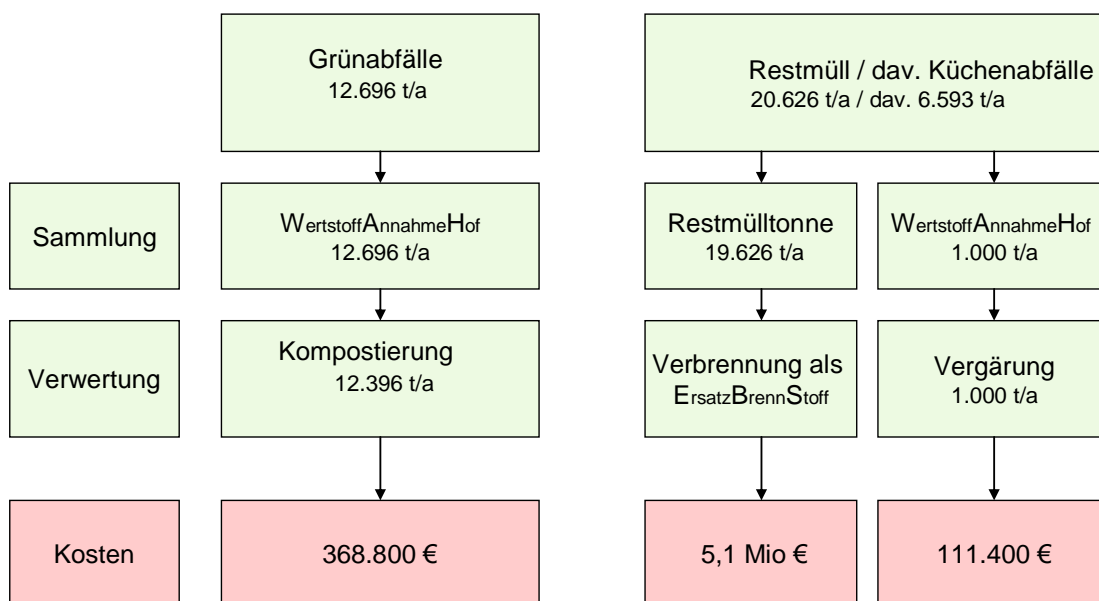 Grünabfälle
12.696 t/a
Restmüll / dav. Küchenabfälle
20.626 t/a / dav. 6.593 t/a
Sammlung
WertstoffAnnahmeHof
12.696 t/a
Restmülltonne
19.626 t/a
WertstoffAnnahmeHof
1.000 t/a
Verwertung
Kompostierung
12.396 t/a
Verbrennung als
ErsatzBrennStoff
Vergärung
1.000 t/a
Kosten
368.800 €
5,1 Mio €
111.400 €